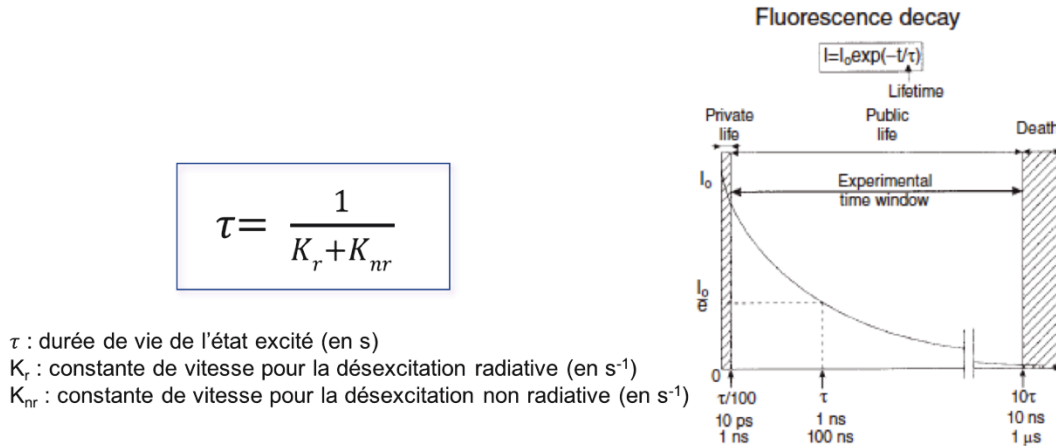 Fluorescence decay
I=I₀exp(–t/τ)
Lifetime
Private life
Public life
Death
I₀
Experimental time window
I₀
e
0
τ/100
10 ps
1 ns
τ
1 ns
100 ns
10τ
10 ns
1 μs
τ= 1 / (Kᵣ+Kₙᵣ)
τ : durée de vie de l’état excité (en s)
Kᵣ : constante de vitesse pour la désexcitation radiative (en s⁻¹)
Kₙᵣ : constante de vitesse pour la désexcitation non radiative (en s⁻¹)